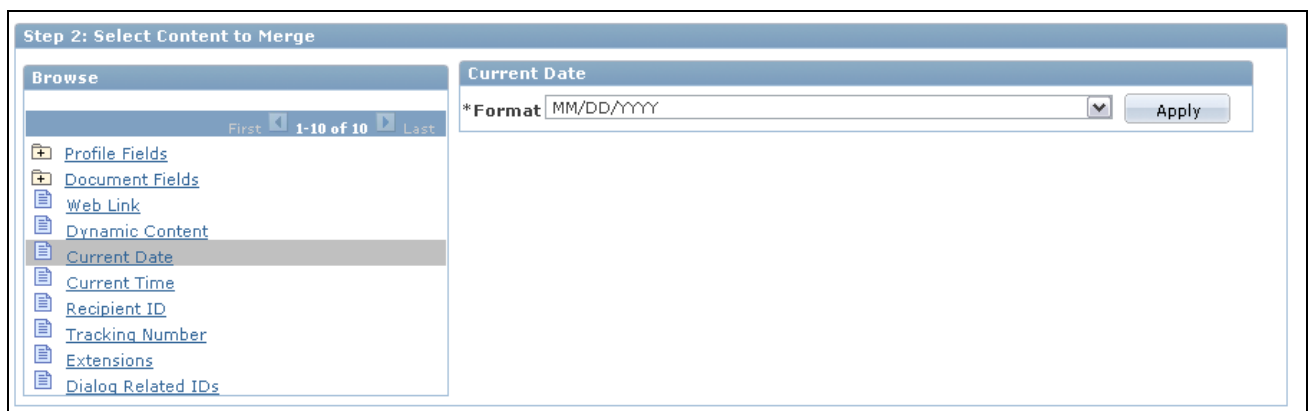 Step 2: Select Content to Merge
Browse
First 1-10 of 10 Last
Profile Fields
Document Fields
Web Link
Dynamic Content
Current Date
Current Time
Recipient ID
Tracking Number
Extensions
Dialog Related IDs
Current Date
*Format MM/DD/YYYY Apply